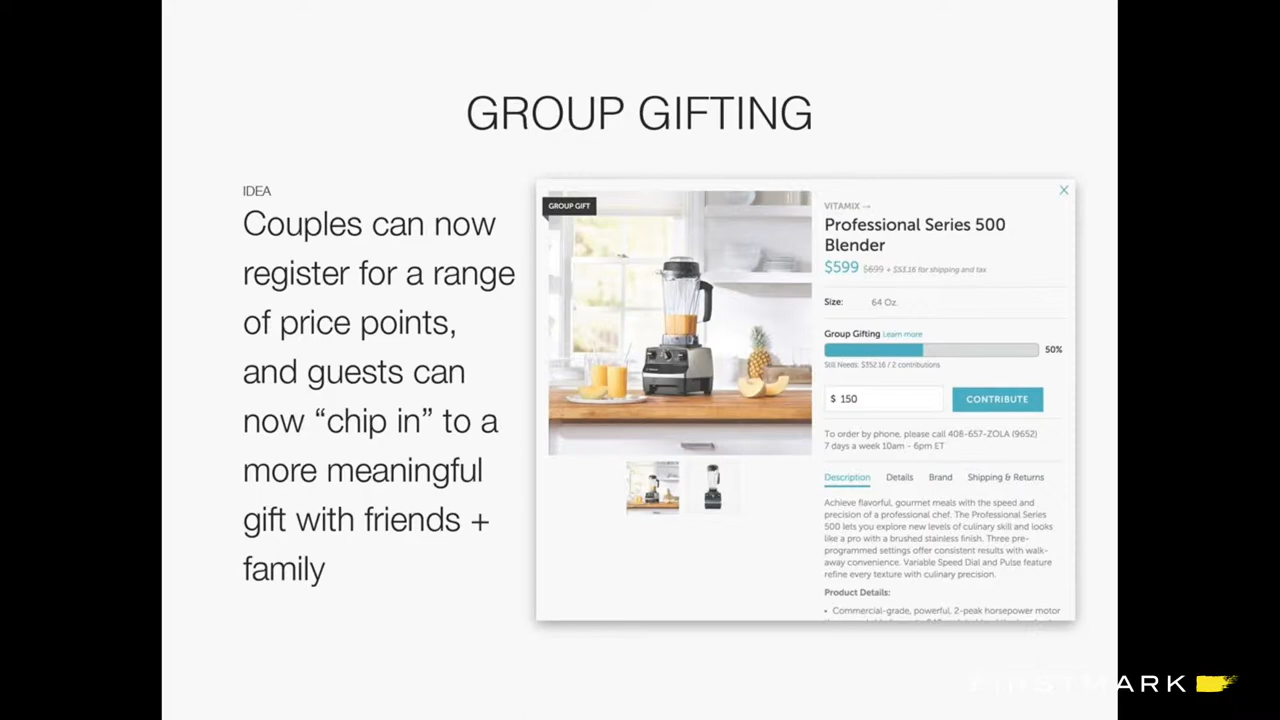 GROUP GIFTING
IDEA
Couples can now
register for a range
of price points,
and guests can
now “chip in” to a
more meaningful
gift with friends +
family
GROUP GIFT
VITAMIX →
Professional Series 500
Blender
$599 $699 + $53.16 for shipping and tax
Size: 64 Oz.
Group Gifting Learn more
50%
Still Needs: $352.16 / 2 contributions
$ 150
CONTRIBUTE
To order by phone, please call 408-657-ZOLA (9652)
7 days a week 10am - 6pm ET
Description Details Brand Shipping & Returns
Achieve flavorful, gourmet meals with the speed and
precision of a professional chef. The Professional Series
500 lets you explore new levels of culinary skill and looks
like a pro with a brushed stainless finish. Three pre-
programmed settings offer consistent results with walk-
away convenience. Variable Speed Dial and Pulse feature
refine every texture with culinary precision.
Product Details:
• Commercial-grade, powerful, 2-peak horsepower motor
FIRSTMARK